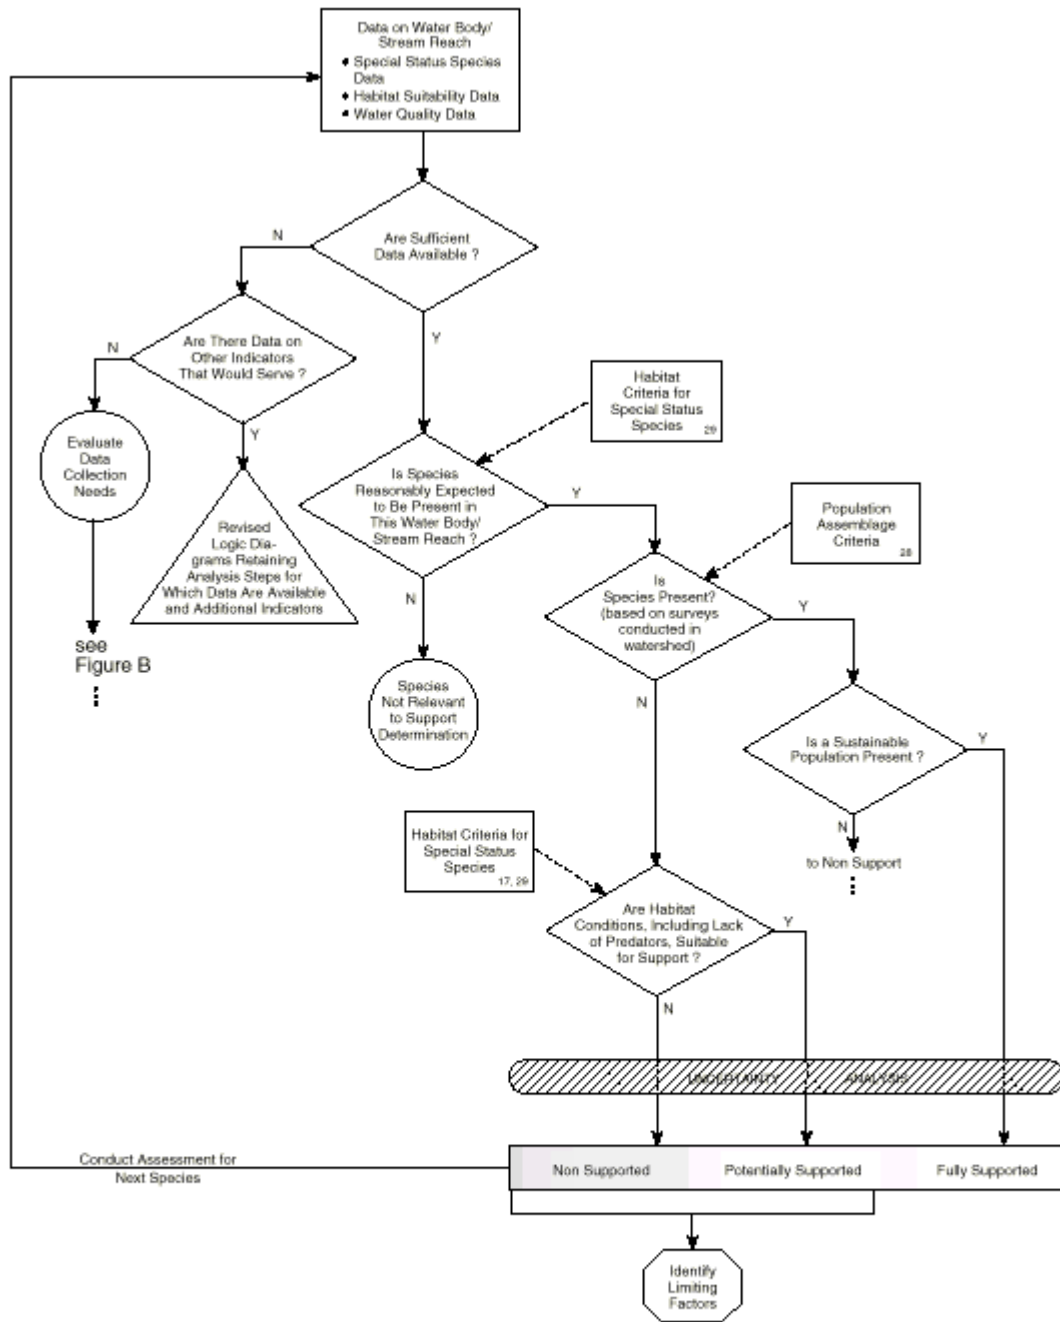 Data on Water Body/
Stream Reach
• Special Status Species
Data
• Habitat Suitability Data
• Water Quality Data
Are Sufficient
Data Available ?
N
Y
Are There Data on
Other Indicators
That Would Serve ?
N
Y
Evaluate
Data
Collection
Needs
see
Figure B
Revised
Logic Dia-
grams Retaining
Analysis Steps for
Which Data Are Available
and Additional Indicators
Habitat
Criteria for
Special Status
Species
29
Is Species
Reasonably Expected
to Be Present in
This Water Body/
Stream Reach ?
Y
N
Species
Not Relevant
to Support
Determination
Population
Assemblage
Criteria
28
Is
Species Present?
(based on surveys
conducted in
watershed)
Y
N
Is a Sustainable
Population Present ?
Y
N
to Non Support
Habitat Criteria for
Special Status
Species
17, 29
Are Habitat
Conditions, Including Lack
of Predators, Suitable
for Support ?
Y
N
UNCERTAINTY ANALYSIS
Conduct Assessment for
Next Species
Non Supported
Potentially Supported
Fully Supported
Identify
Limiting
Factors